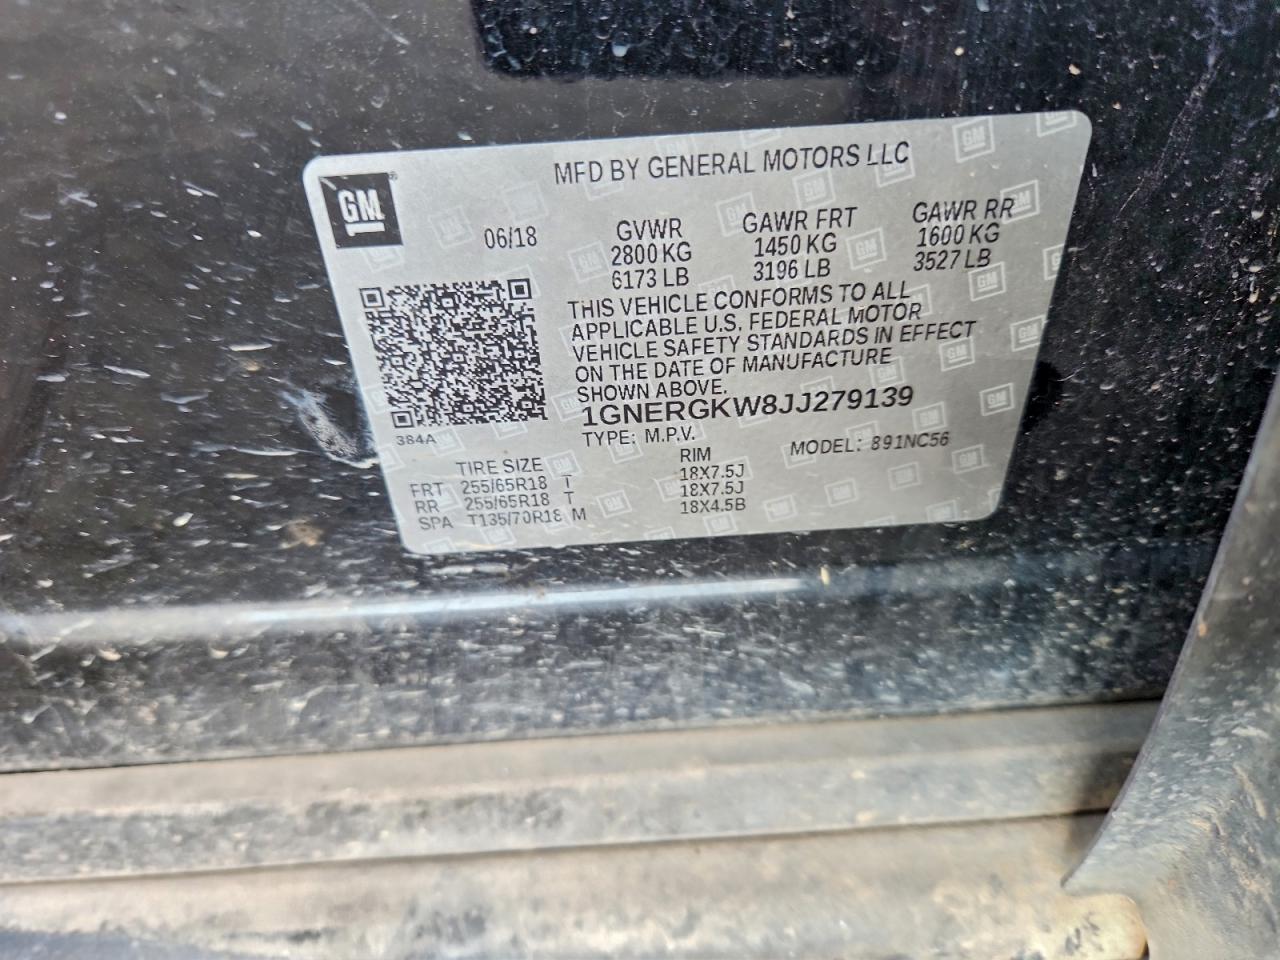 MFD BY GENERAL MOTORS LLC
GM
06/18
GVWR
2800 KG
6173 LB
GAWR FRT
1450 KG
3196 LB
GAWR RR
1600 KG
3527 LB
THIS VEHICLE CONFORMS TO ALL
APPLICABLE U.S. FEDERAL MOTOR
VEHICLE SAFETY STANDARDS IN EFFECT
ON THE DATE OF MANUFACTURE
SHOWN ABOVE.
1GNERGKW8JJ279139
384A
TYPE: M.P.V.
MODEL: 891NC56
TIRE SIZE RIM
FRT 255/65R18 T 18X7.5J
RR 255/65R18 T 18X7.5J
SPA T135/70R18 M 18X4.5B